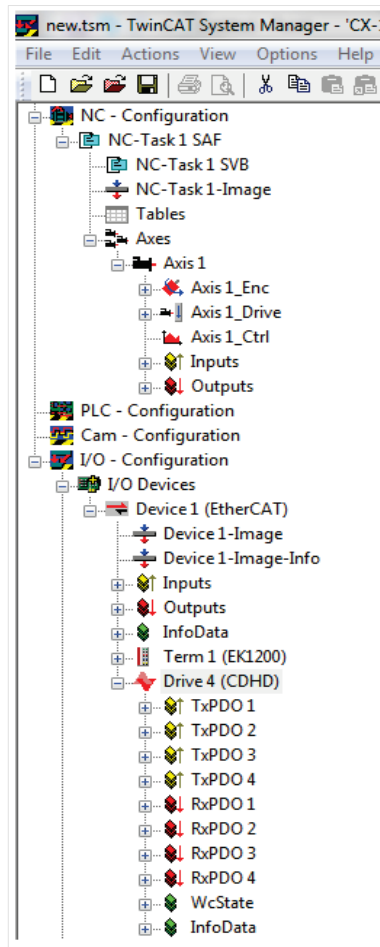 new.tsm - TwinCAT System Manager - 'CX-
File Edit Actions View Options Help
NC - Configuration
NC-Task 1 SAF
NC-Task 1 SVB
NC-Task 1-Image
Tables
Axes
Axis 1
Axis 1_Enc
Axis 1_Drive
Axis 1_Ctrl
Inputs
Outputs
PLC - Configuration
Cam - Configuration
I/O - Configuration
I/O Devices
Device 1 (EtherCAT)
Device 1-Image
Device 1-Image-Info
Inputs
Outputs
InfoData
Term 1 (EK1200)
Drive 4 (CDHD)
TxPDO 1
TxPDO 2
TxPDO 3
TxPDO 4
RxPDO 1
RxPDO 2
RxPDO 3
RxPDO 4
WcState
InfoData